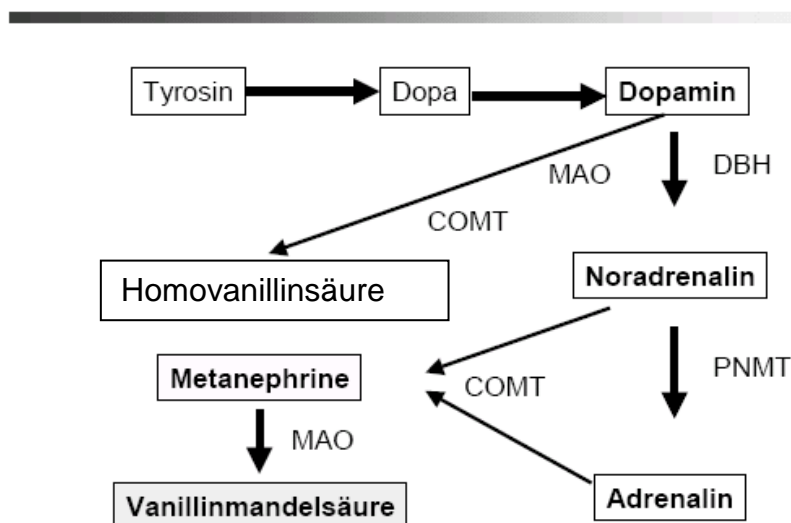 Tyrosin
Dopa
Dopamin
MAO
DBH
COMT
Homovanillinsäure
Noradrenalin
Metanephrine
COMT
PNMT
MAO
Vanillinmandelsäure
Adrenalin